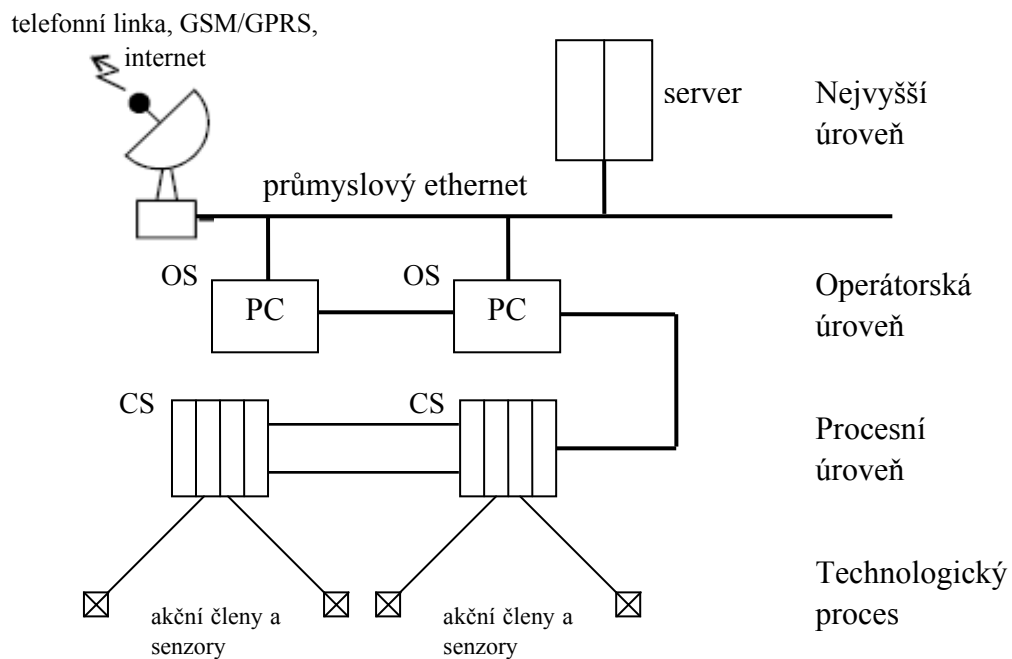 telefonní linka, GSM/GPRS,
internet
server
Nejvyšší
úroveň
průmyslový ethernet
OS
PC
OS
PC
Operátorská
úroveň
CS
CS
Procesní
úroveň
Technologický
proces
akční členy a
senzory
akční členy a
senzory